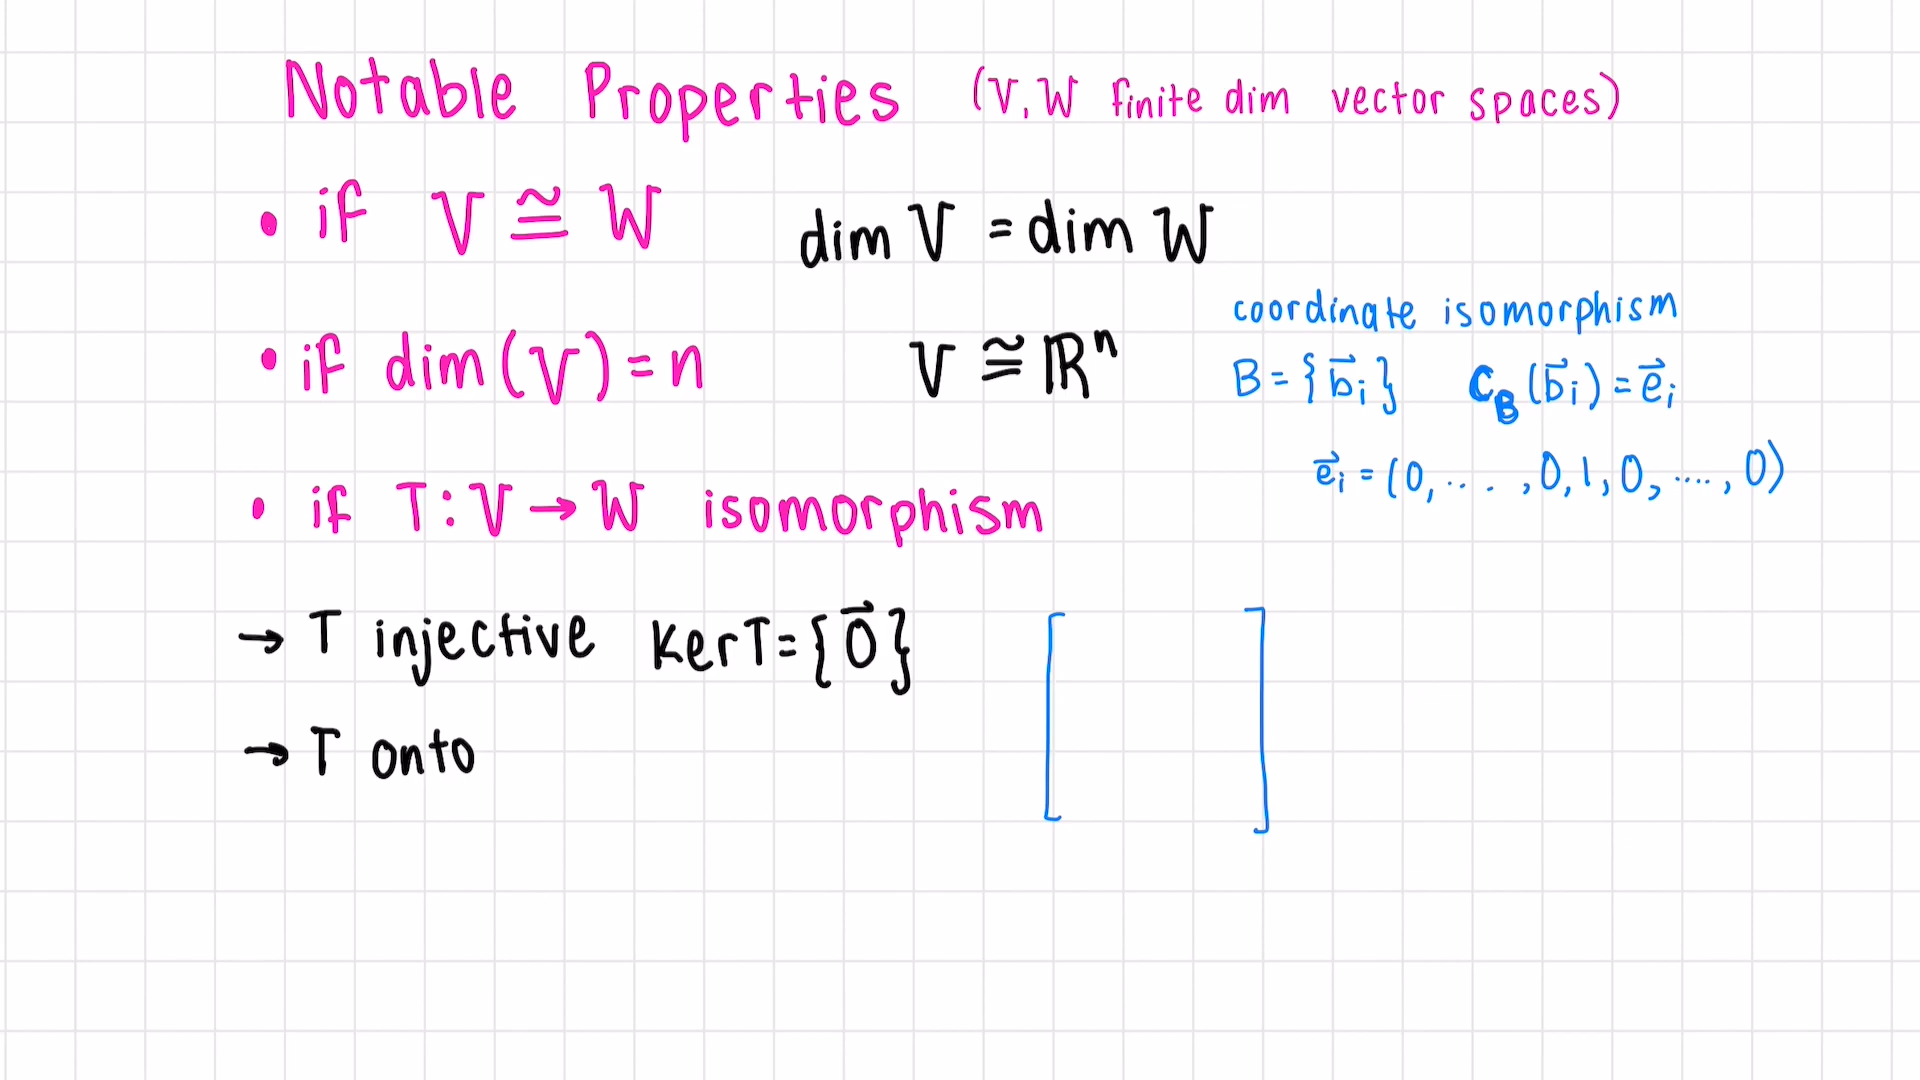 Notable Properties (V, W finite dim vector spaces)
• if V ≅ W dim V = dim W
coordinate isomorphism
• if dim(V) = n V ≅ ℝⁿ B = {b⃗ᵢ} C_B(b⃗ᵢ) = e⃗ᵢ
e⃗ᵢ = (0, ...., 0, 1, 0, ...., 0)
• if T : V → W isomorphism
→ T injective KerT = {0⃗}
→ T onto